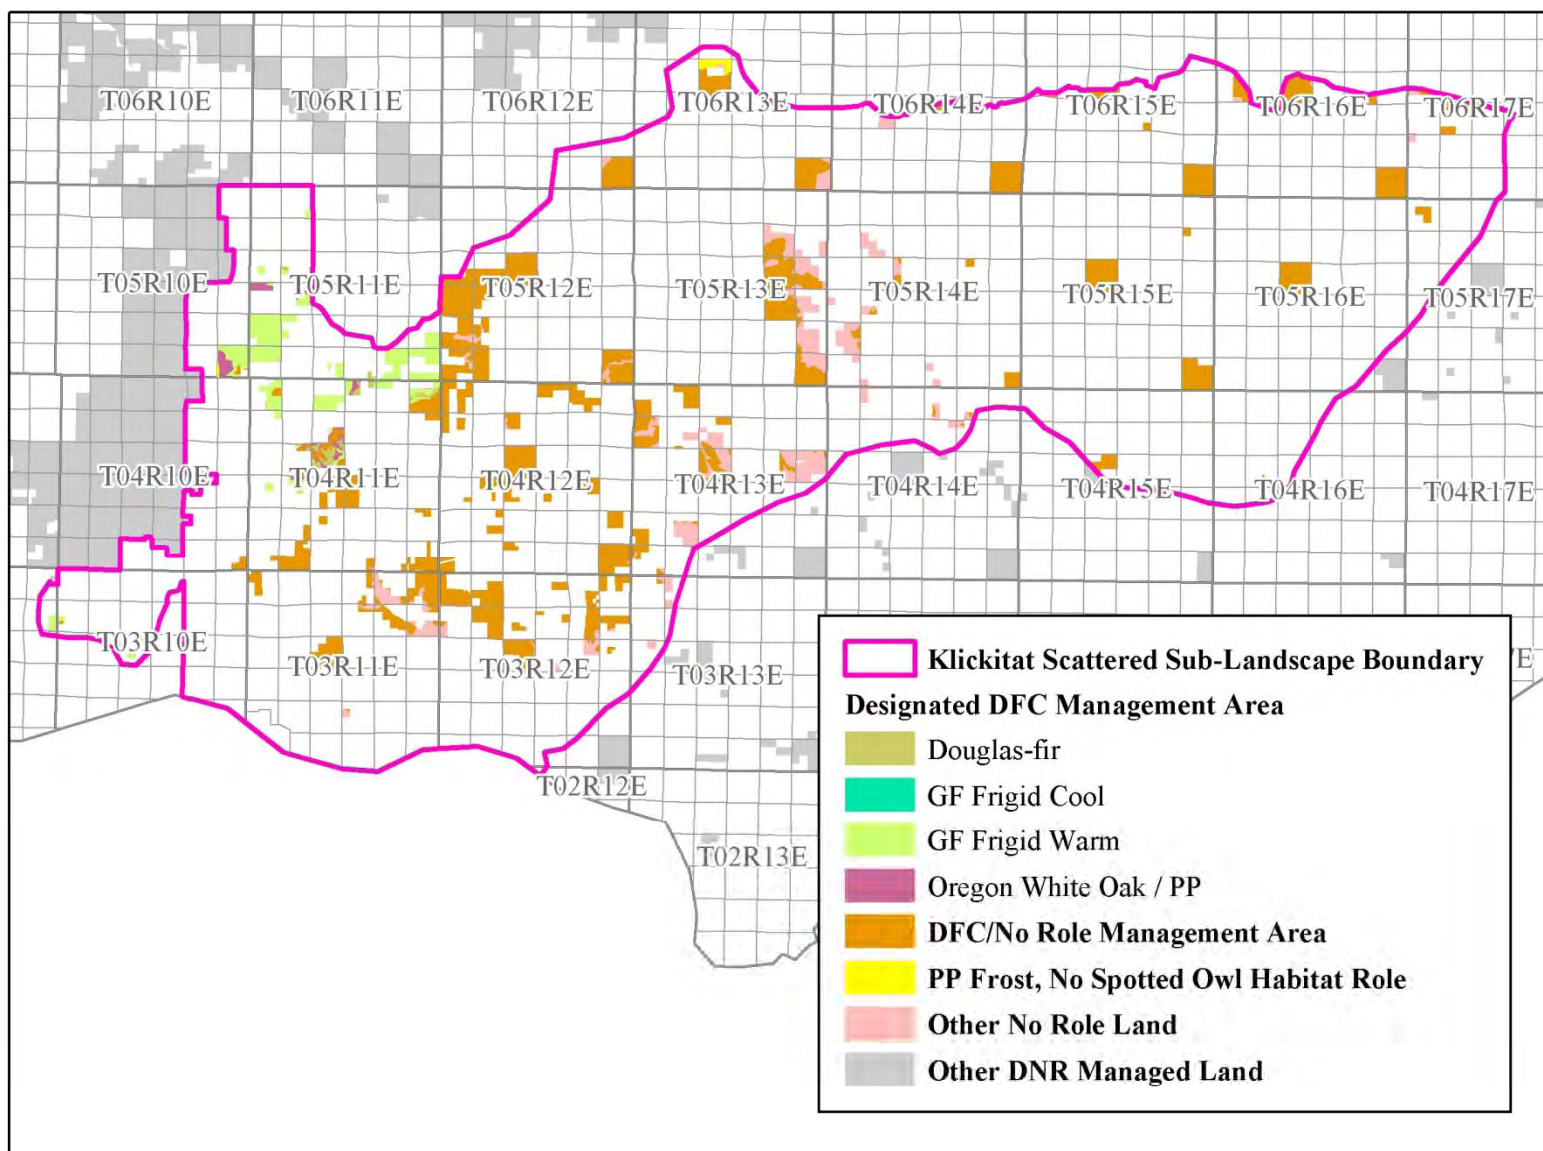 T06R10E
T06R11E
T06R12E
T06R13E
T06R14E
T06R15E
T06R16E
T06R17E
T05R10E
T05R11E
T05R12E
T05R13E
T05R14E
T05R15E
T05R16E
T05R17E
T04R10E
T04R11E
T04R12E
T04R13E
T04R14E
T04R15E
T04R16E
T04R17E
T03R10E
T03R11E
T03R12E
T03R13E
T02R12E
T02R13E
Klickitat Scattered Sub-Landscape Boundary
Designated DFC Management Area
Douglas-fir
GF Frigid Cool
GF Frigid Warm
Oregon White Oak / PP
DFC/No Role Management Area
PP Frost, No Spotted Owl Habitat Role
Other No Role Land
Other DNR Managed Land